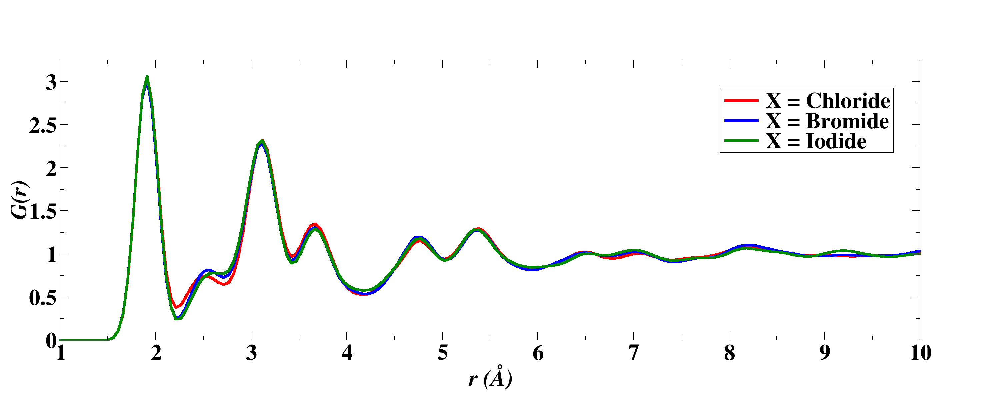 3
2.5
2
1.5
1
0.5
0
G(r)
X = Chloride
X = Bromide
X = Iodide
1 2 3 4 5 6 7 8 9 10
r (Å)